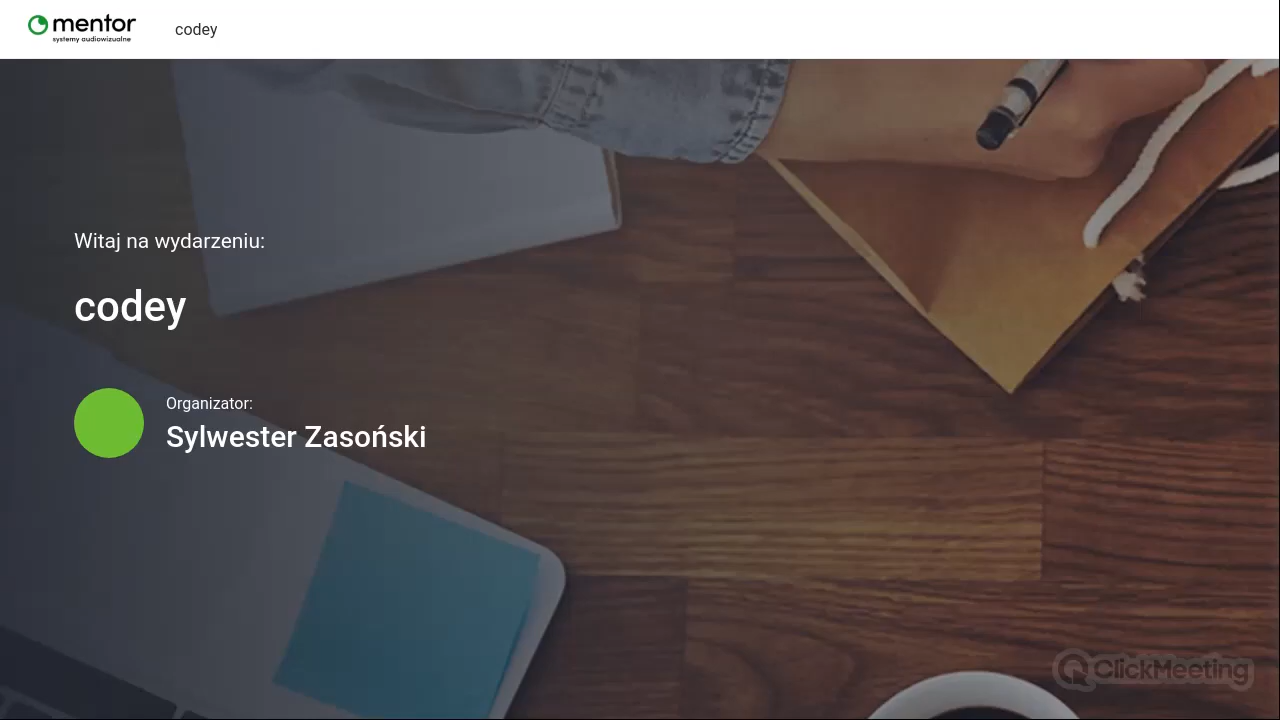 mentor
systemy audiowizualne
codey
Witaj na wydarzeniu:
codey
Organizator:
Sylwester Zasoński
ClickMeeting